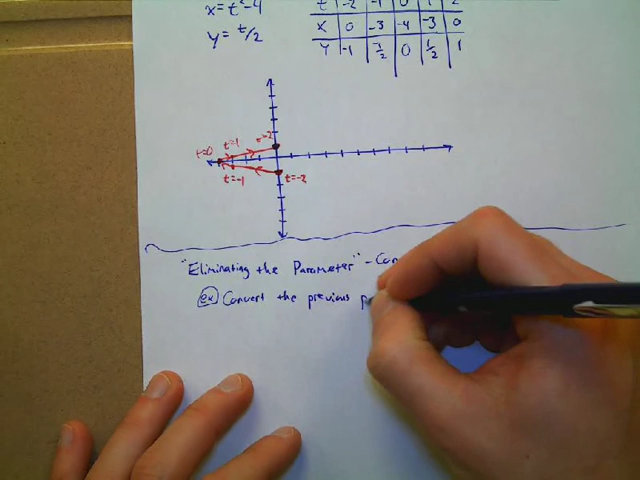 x = t² - 4
y = t/2
t -2 -1 0 1 2
X 0 -3 -4 -3 0
Y -1 -1/2 0 1/2 1
t=0 t=1 t=2
t=-1 t=-2
"Eliminating the Parameter" - Con
ex Convert the previous p